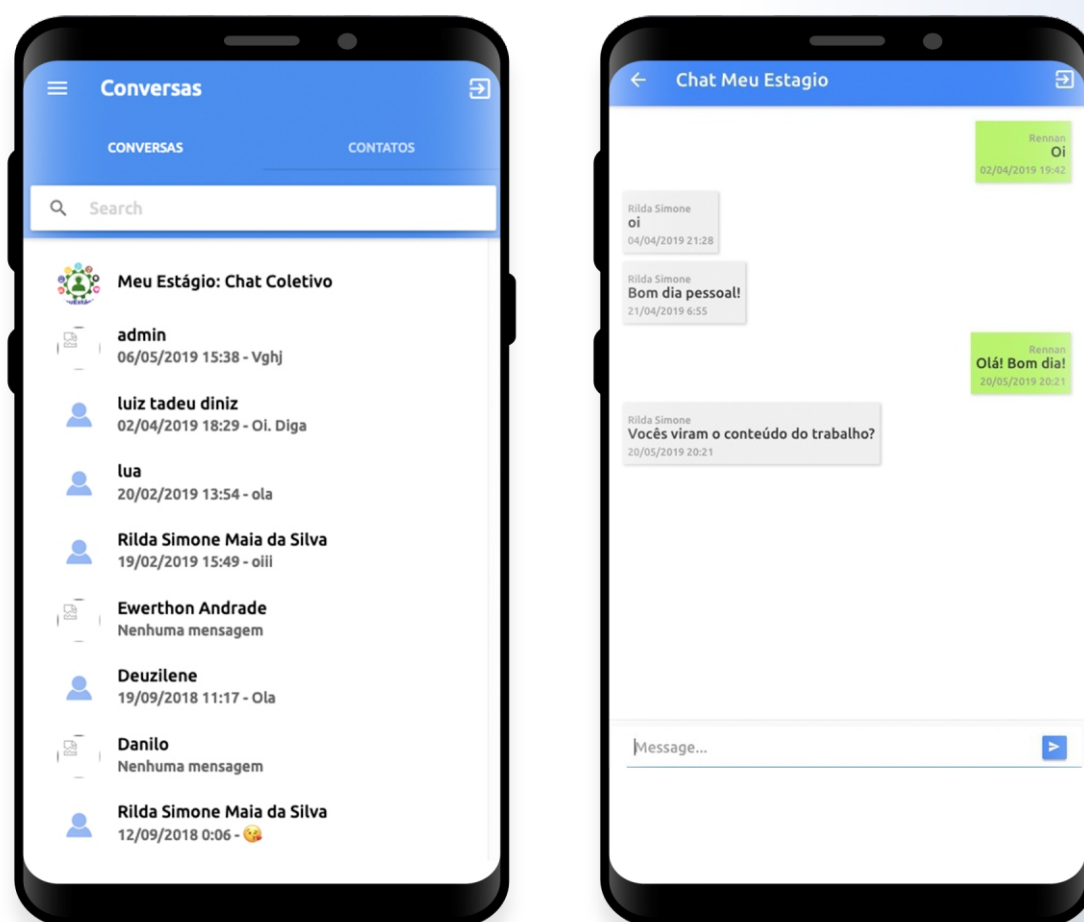 Conversas
CONVERSAS
CONTATOS
Search
Meu Estágio: Chat Coletivo
admin
06/05/2019 15:38 - Vghj
luiz tadeu diniz
02/04/2019 18:29 - Oi. Diga
lua
20/02/2019 13:54 - ola
Rilda Simone Maia da Silva
19/02/2019 15:49 - oiii
Ewerthon Andrade
Nenhuma mensagem
Deuzilene
19/09/2018 11:17 - Ola
Danilo
Nenhuma mensagem
Rilda Simone Maia da Silva
12/09/2018 0:06 - 😘
Chat Meu Estagio
Rennan
Oi
02/04/2019 19:42
Rilda Simone
oi
04/04/2019 21:28
Rilda Simone
Bom dia pessoal!
21/04/2019 6:55
Rennan
Olá! Bom dia!
20/05/2019 20:21
Rilda Simone
Vocês viram o conteúdo do trabalho?
20/05/2019 20:21
Message...